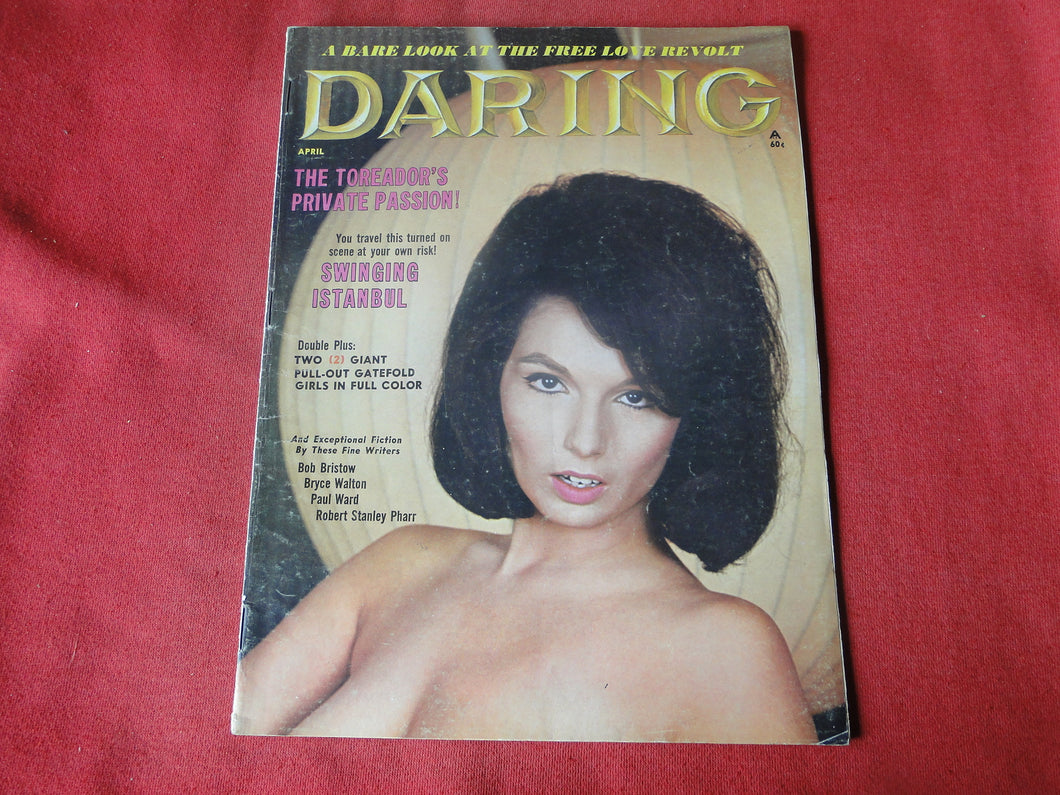 A BARE LOOK AT THE FREE LOVE REVOLT
DARING
APRIL
A
60¢
THE TOREADOR'S
PRIVATE PASSION!
You travel this turned on
scene at your own risk!
SWINGING
ISTANBUL
Double Plus:
TWO (2) GIANT
PULL-OUT GATEFOLD
GIRLS IN FULL COLOR
And Exceptional Fiction
By These Fine Writers
Bob Bristow
Bryce Walton
Paul Ward
Robert Stanley Pharr